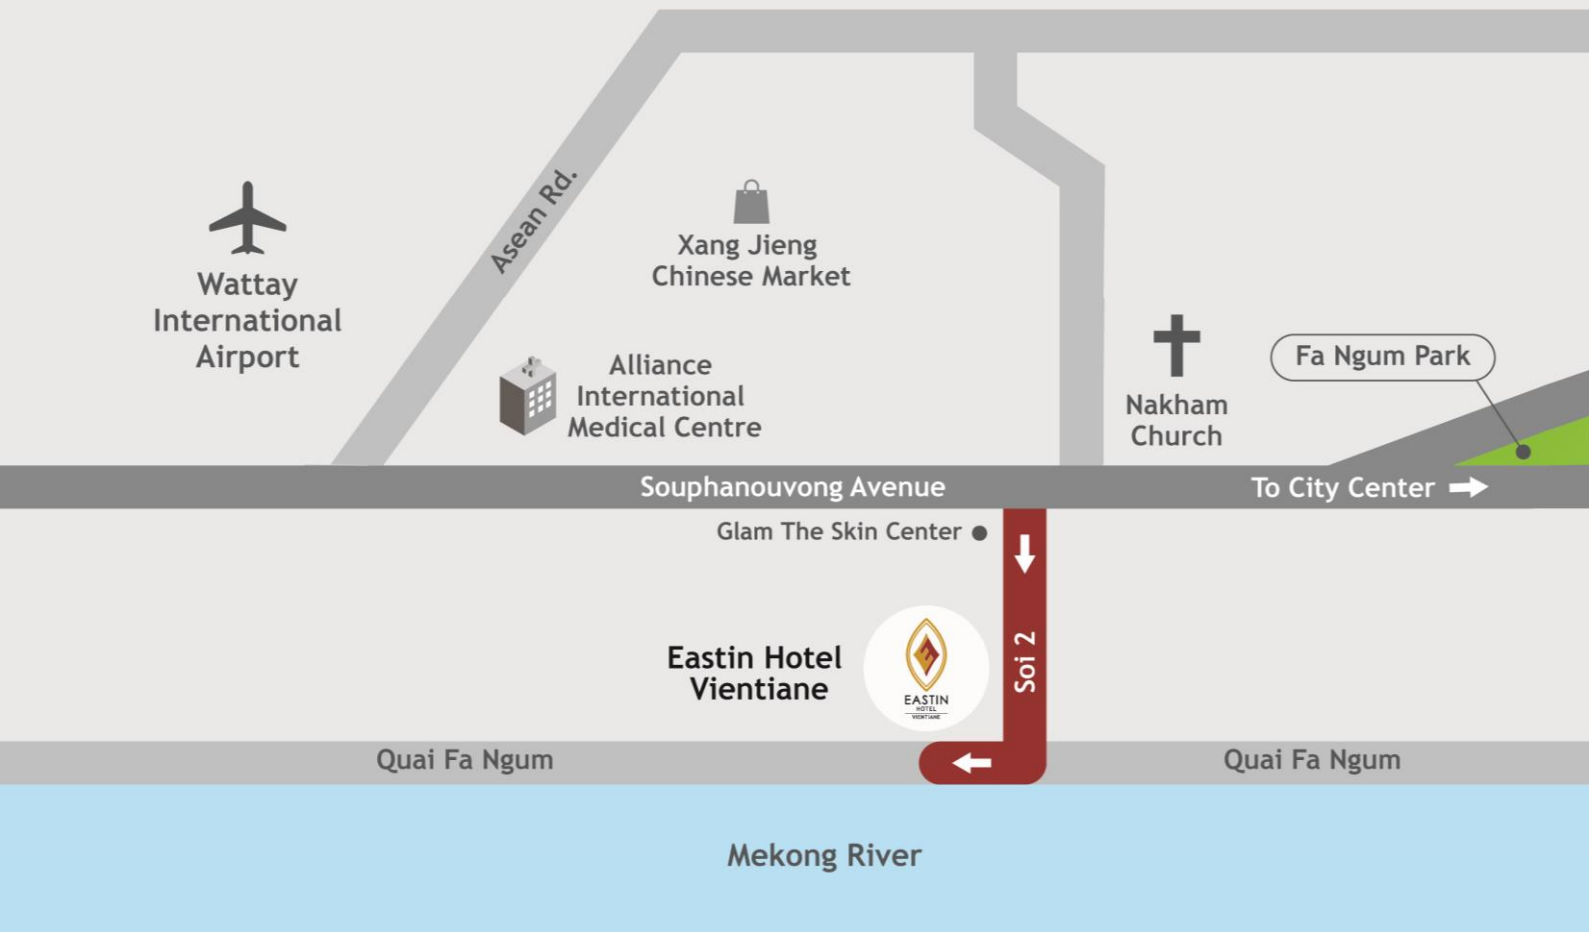 Asean Rd.
Xang Jieng
Chinese Market
Wattay
International
Airport
Alliance
International
Medical Centre
Nakham
Church
Fa Ngum Park
Souphanouvong Avenue
To City Center
Glam The Skin Center
Soi 2
Eastin Hotel
Vientiane
EASTIN
HOTEL
VIENTIANE
Quai Fa Ngum
Quai Fa Ngum
Mekong River